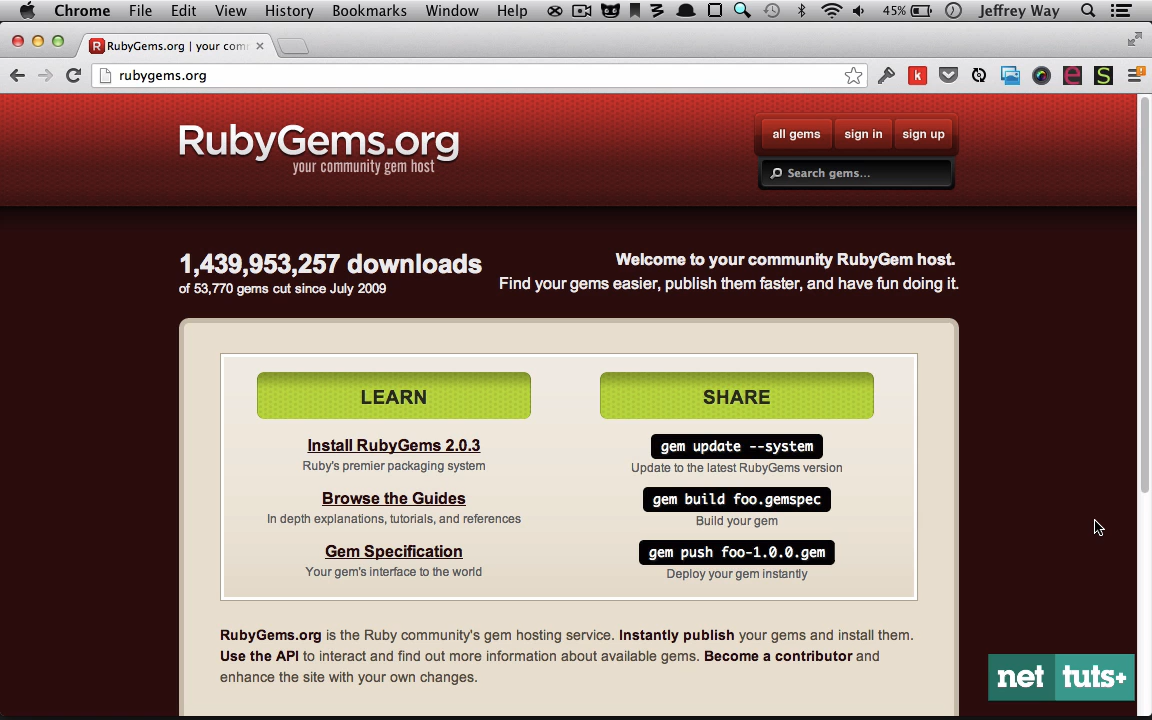 Chrome File Edit View History Bookmarks Window Help 45% Jeffrey Way
RubyGems.org | your com
rubygems.org
RubyGems.org
your community gem host
all gems sign in sign up
Search gems...
1,439,953,257 downloads
of 53,770 gems cut since July 2009
Welcome to your community RubyGem host.
Find your gems easier, publish them faster, and have fun doing it.
LEARN
Install RubyGems 2.0.3
Ruby's premier packaging system
Browse the Guides
In depth explanations, tutorials, and references
Gem Specification
Your gem's interface to the world
SHARE
gem update --system
Update to the latest RubyGems version
gem build foo.gemspec
Build your gem
gem push foo-1.0.0.gem
Deploy your gem instantly
RubyGems.org is the Ruby community's gem hosting service. Instantly publish your gems and install them.
Use the API to interact and find out more information about available gems. Become a contributor and
enhance the site with your own changes.
net tuts+